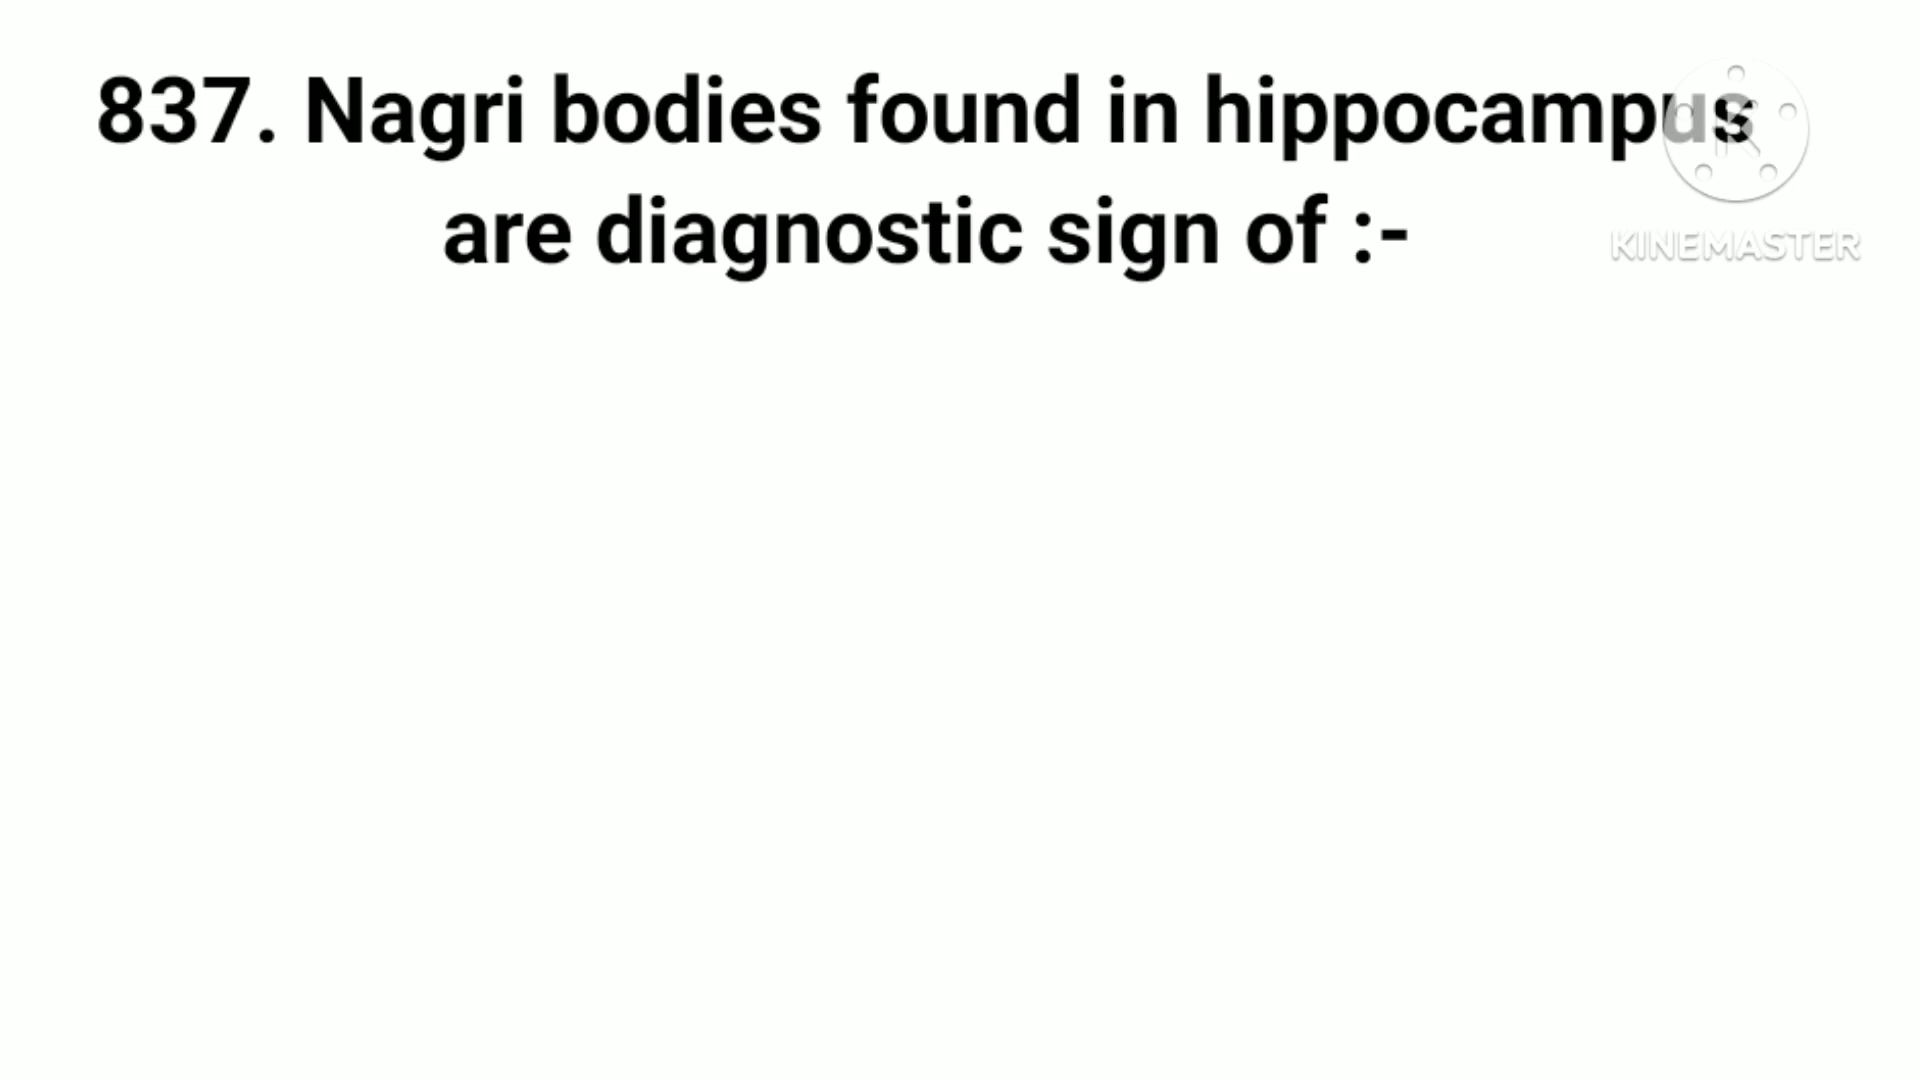 837. Nagri bodies found in hippocampus
are diagnostic sign of :-
KINEMASTER